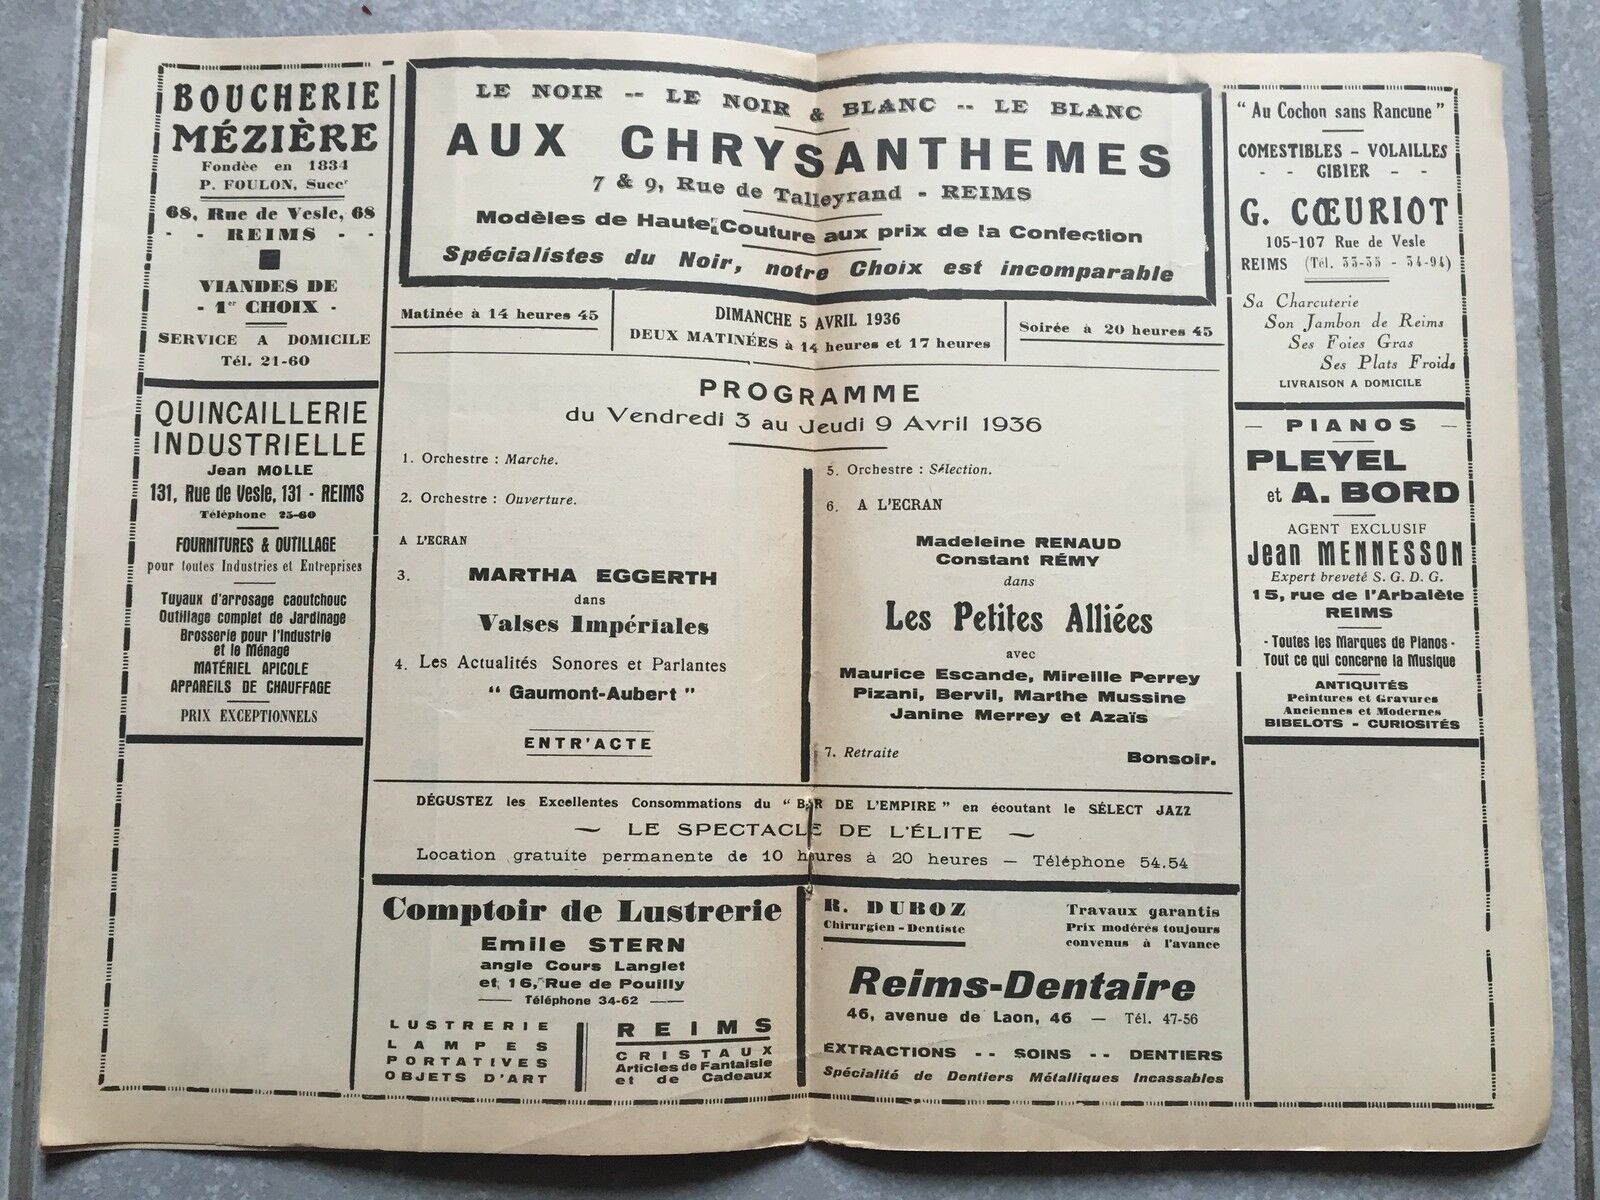 BOUCHERIE
MÉZIÈRE
Fondée en 1834
P. FOULON, Succr
68, Rue de Vesle, 68
- - REIMS - -
VIANDES DE
- 1er CHOIX -
SERVICE A DOMICILE
Tél. 21-60
QUINCAILLERIE
INDUSTRIELLE
Jean MOLLE
131, Rue de Vesle, 131 - REIMS
Téléphone 25-60
FOURNITURES & OUTILLAGE
pour toutes Industries et Entreprises
Tuyaux d'arrosage caoutchouc
Outillage complet de Jardinage
Brosserie pour l'Industrie
et le Ménage
MATÉRIEL APICOLE
APPAREILS DE CHAUFFAGE
PRIX EXCEPTIONNELS
LE NOIR -- LE NOIR & BLANC -- LE BLANC
AUX CHRYSANTHEMES
7 & 9, Rue de Talleyrand - REIMS
Modèles de Haute Couture aux prix de la Confection
Spécialistes du Noir, notre Choix est incomparable
Matinée à 14 heures 45
DIMANCHE 5 AVRIL 1936
DEUX MATINÉES à 14 heures et 17 heures
Soirée à 20 heures 45
PROGRAMME
du Vendredi 3 au Jeudi 9 Avril 1936
1. Orchestre : Marche.
2. Orchestre : Ouverture.
A L'ECRAN
3. MARTHA EGGERTH
dans
Valses Impériales
4. Les Actualités Sonores et Parlantes
" Gaumont-Aubert "
ENTR'ACTE
5. Orchestre : Sélection.
6. A L'ECRAN
Madeleine RENAUD
Constant RÉMY
dans
Les Petites Alliées
avec
Maurice Escande, Mireille Perrey
Pizani, Bervil, Marthe Mussine
Janine Merrey et Azaïs
7. Retraite Bonsoir.
DÉGUSTEZ les Excellentes Consommations du " BAR DE L'EMPIRE " en écoutant le SÉLECT JAZZ
~ LE SPECTACLE DE L'ÉLITE ~
Location gratuite permanente de 10 heures à 20 heures — Téléphone 54.54
Comptoir de Lustrerie
Emile STERN
angle Cours Langlet
et 16, Rue de Pouilly
Téléphone 34-62
LUSTRERIE
LAMPES
PORTATIVES
OBJETS D'ART
REIMS
CRISTAUX
Articles de Fantaisie
et de Cadeaux
R. DUBOZ
Chirurgien-Dentiste
Travaux garantis
Prix modérés toujours
convenus à l'avance
Reims-Dentaire
46, avenue de Laon, 46 — Tél. 47-56
EXTRACTIONS -- SOINS -- DENTIERS
Spécialité de Dentiers Métalliques Incassables
" Au Cochon sans Rancune "
COMESTIBLES - VOLAILLES
- - GIBIER - -
G. CŒURIOT
105-107 Rue de Vesle
REIMS (Tél. 33-35 - 34-94)
Sa Charcuterie
Son Jambon de Reims
Ses Foies Gras
Ses Plats Froids
LIVRAISON A DOMICILE
— PIANOS —
PLEYEL
et A. BORD
AGENT EXCLUSIF
Jean MENNESSON
Expert breveté S. G. D. G.
15, rue de l'Arbalète
REIMS
- Toutes les Marques de Pianos -
Tout ce qui concerne la Musique
ANTIQUITÉS
Peintures et Gravures
Anciennes et Modernes
BIBELOTS - CURIOSITÉS